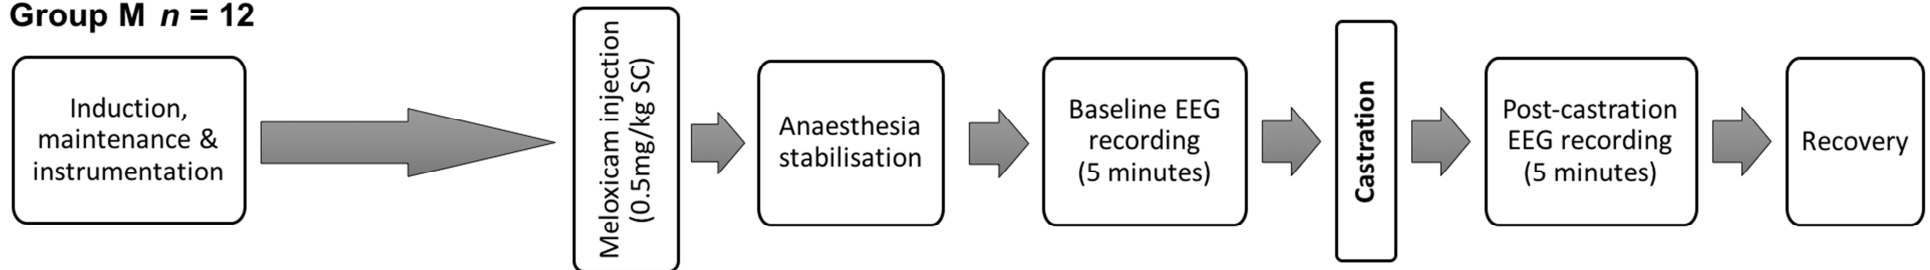 Group M n = 12
Induction,
maintenance &
instrumentation
Meloxicam injection
(0.5mg/kg SC)
Anaesthesia
stabilisation
Baseline EEG
recording
(5 minutes)
Castration
Post-castration
EEG recording
(5 minutes)
Recovery